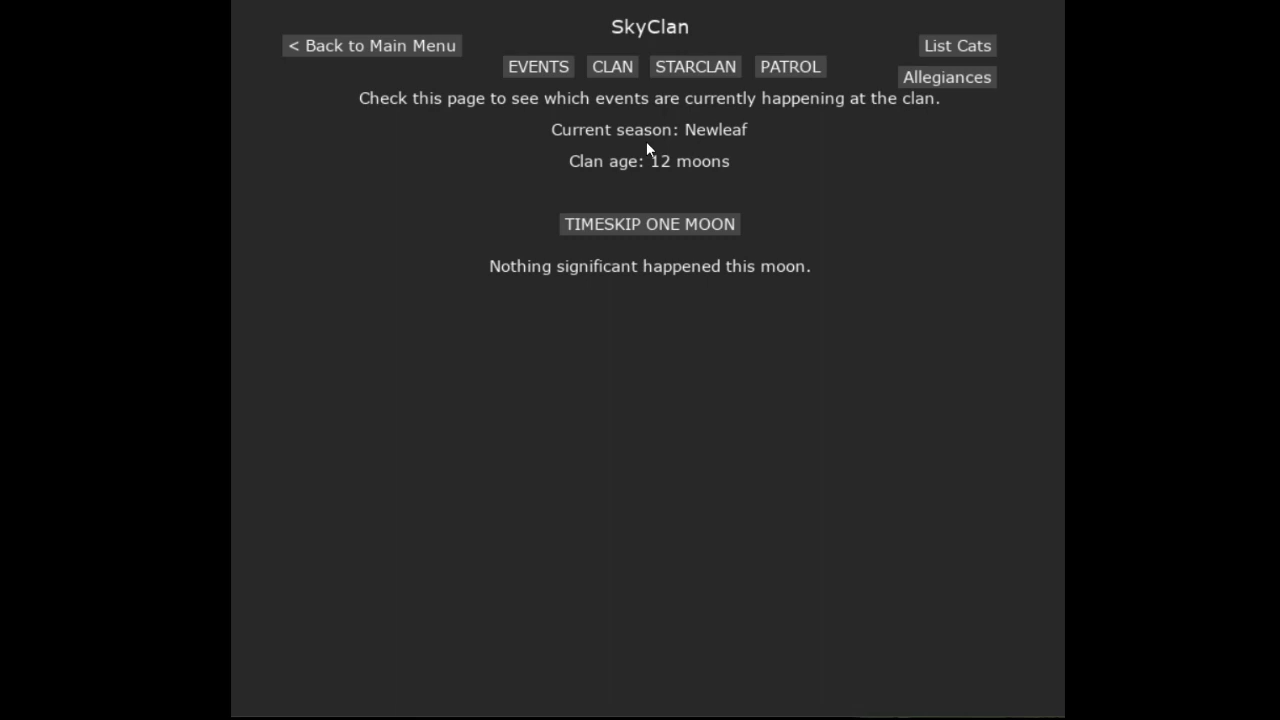 SkyClan
< Back to Main Menu
List Cats
EVENTS CLAN STARCLAN PATROL
Allegiances
Check this page to see which events are currently happening at the clan.
Current season: Newleaf
Clan age: 12 moons
TIMESKIP ONE MOON
Nothing significant happened this moon.